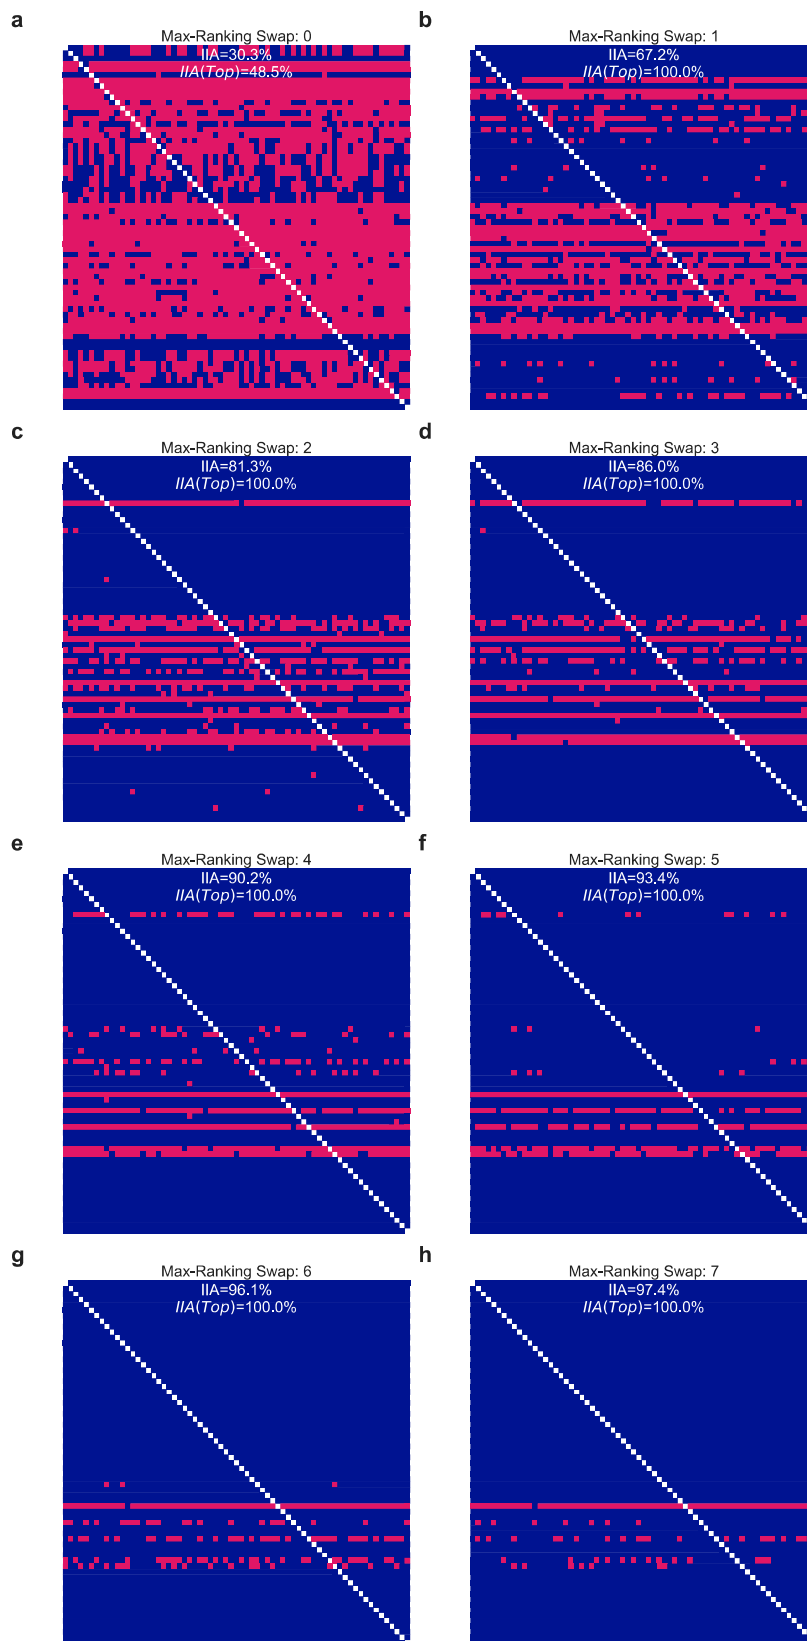 a
Max-Ranking Swap: 0
IIA=30.3%
IIA(Top)=48.5%
b
Max-Ranking Swap: 1
IIA=67.2%
IIA(Top)=100.0%
c
Max-Ranking Swap: 2
IIA=81.3%
IIA(Top)=100.0%
d
Max-Ranking Swap: 3
IIA=86.0%
IIA(Top)=100.0%
e
Max-Ranking Swap: 4
IIA=90.2%
IIA(Top)=100.0%
f
Max-Ranking Swap: 5
IIA=93.4%
IIA(Top)=100.0%
g
Max-Ranking Swap: 6
IIA=96.1%
IIA(Top)=100.0%
h
Max-Ranking Swap: 7
IIA=97.4%
IIA(Top)=100.0%